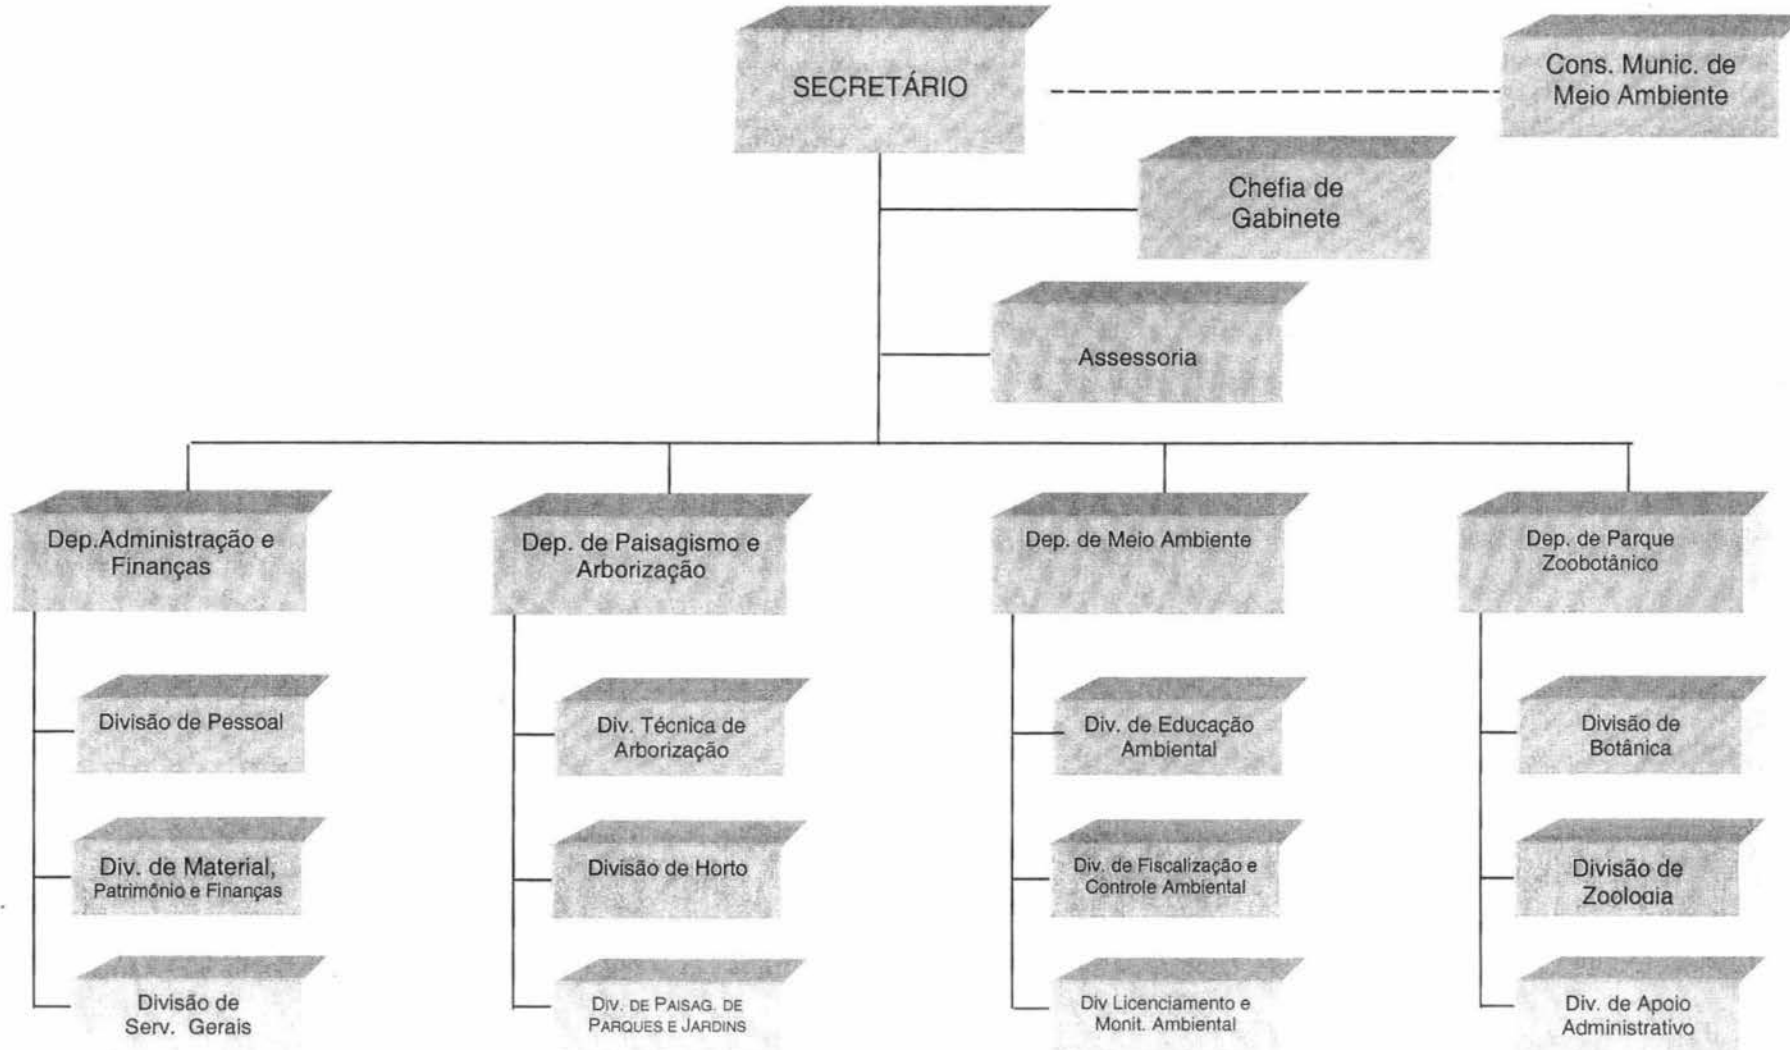 SECRETÁRIO
Cons. Munic. de
Meio Ambiente
Chefia de
Gabinete
Assessoria
Dep.Administração e
Finanças
Dep. de Paisagismo e
Arborização
Dep. de Meio Ambiente
Dep. de Parque
Zoobotânico
Divisão de Pessoal
Div. Técnica de
Arborização
Div. de Educação
Ambiental
Divisão de
Botânica
Div. de Material,
Patrimônio e Finanças
Divisão de Horto
Div. de Fiscalização e
Controle Ambiental
Divisão de
Zoologia
Divisão de
Serv. Gerais
DIV. DE PAISAG. DE
PARQUES E JARDINS
Div Licenciamento e
Monit. Ambiental
Div. de Apoio
Administrativo